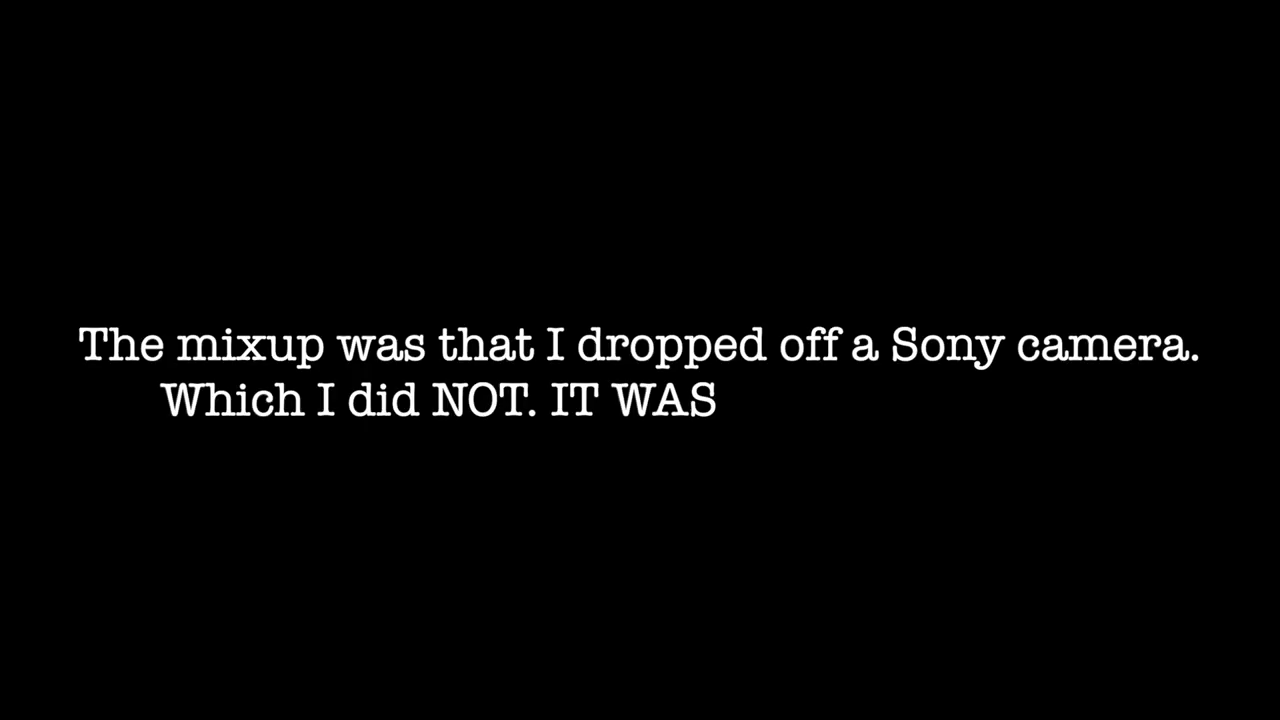 The mixup was that I dropped off a Sony camera.
Which I did NOT. IT WAS